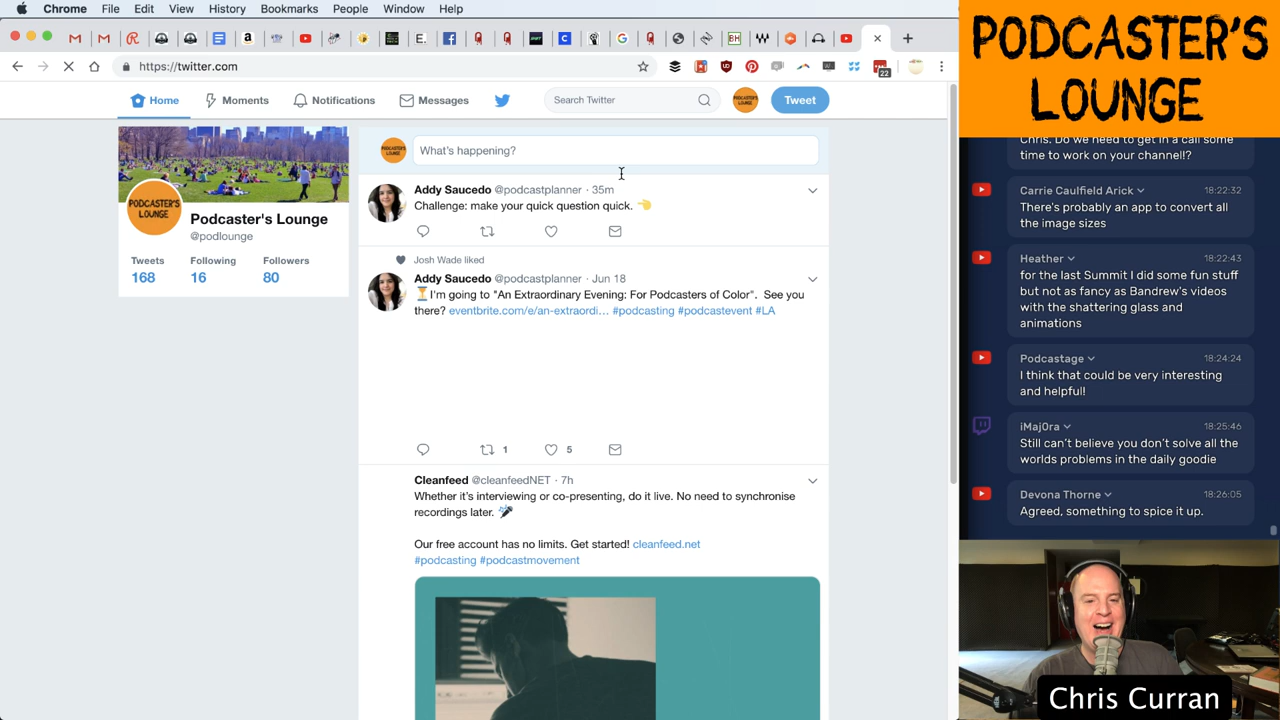 Chrome File Edit View History Bookmarks People Window Help
https://twitter.com
22
Home Moments Notifications Messages Search Twitter Tweet
PODCASTER'S LOUNGE
Podcaster's Lounge
@podlounge
Tweets Following Followers
168 16 80
What's happening?
Addy Saucedo @podcastplanner · 35m
Challenge: make your quick question quick. 👈
Josh Wade liked
Addy Saucedo @podcastplanner · Jun 18
⏳I'm going to "An Extraordinary Evening: For Podcasters of Color". See you
there? eventbrite.com/e/an-extraordi… #podcasting #podcastevent #LA
1 5
Cleanfeed @cleanfeedNET · 7h
Whether it's interviewing or co-presenting, do it live. No need to synchronise
recordings later. 🎤
Our free account has no limits. Get started! cleanfeed.net
#podcasting #podcastmovement
PODCASTER'S
LOUNGE
Chris. Do we need to get in a call some
time to work on your channel!?
Carrie Caulfield Arick 18:22:32
There's probably an app to convert all
the image sizes
Heather 18:22:43
for the last Summit I did some fun stuff
but not as fancy as Bandrew's videos
with the shattering glass and
animations
Podcastage 18:24:24
I think that could be very interesting
and helpful!
iMaj0ra 18:25:46
Still can't believe you don't solve all the
worlds problems in the daily goodie
Devona Thorne 18:26:05
Agreed, something to spice it up.
Chris Curran